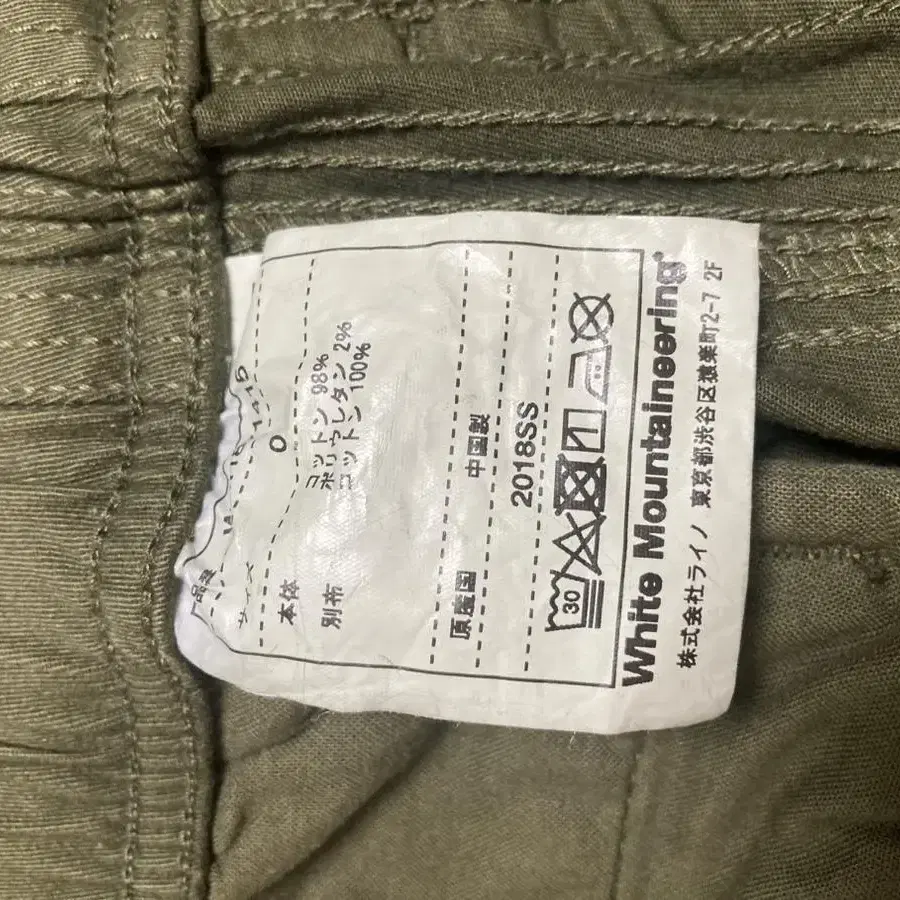 サイズ 0
本体 コットン 98%
ポリウレタン 2%
別布 コットン 100%
原産国 中国製
2018SS
30
White Mountaineering®
株式会社ライノ 東京都渋谷区猿楽町2-7 2F